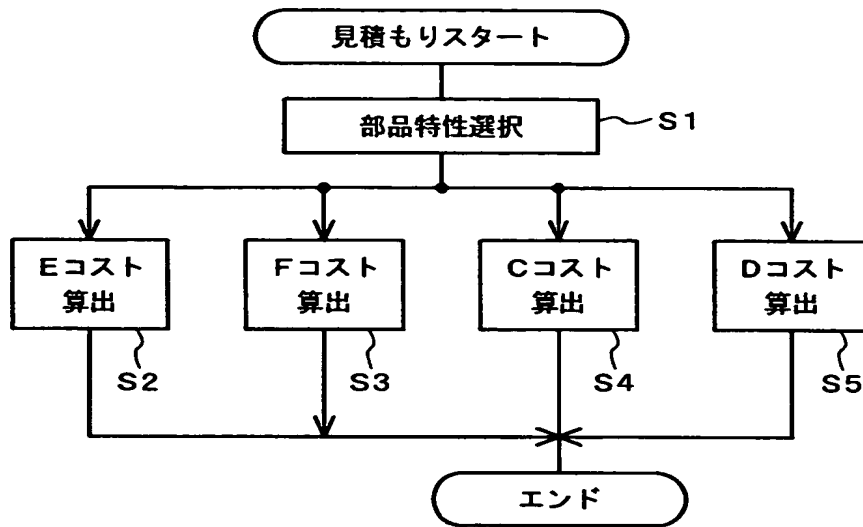 見積もりスタート
部品特性選択
S1
Eコスト
算出
Fコスト
算出
Cコスト
算出
Dコスト
算出
S2
S3
S4
S5
エンド